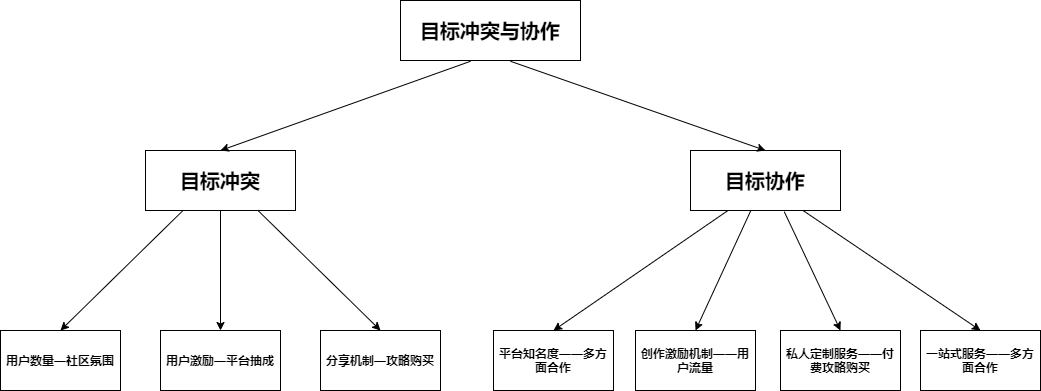 目标冲突与协作
目标冲突
目标协作
用户数量—社区氛围
用户激励—平台抽成
分享机制—攻略购买
平台知名度——多方
面合作
创作激励机制——用
户流量
私人定制服务——付
费攻略购买
一站式服务——多方
面合作